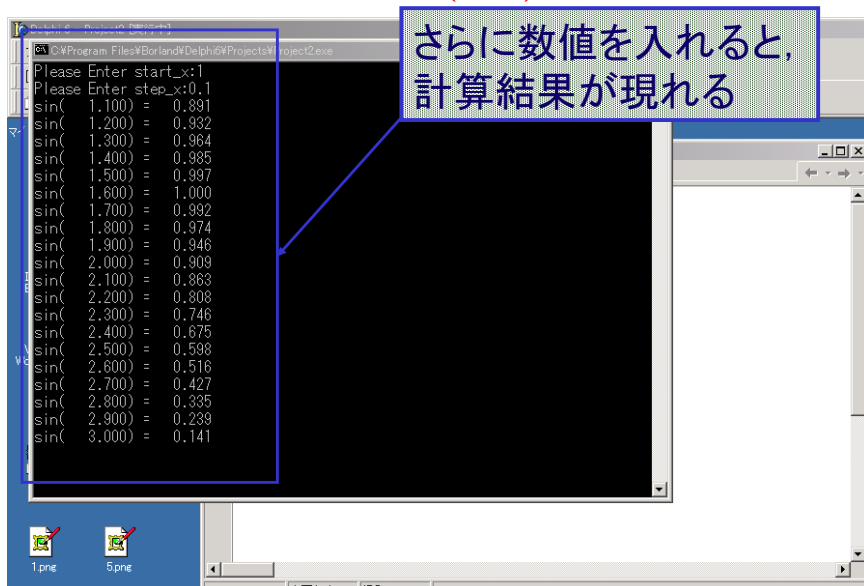 Delphi 6 - Project2 [実行中]
C:¥Program Files¥Borland¥Delphi6¥Projects¥Project2.exe
さらに数値を入れると,
計算結果が現れる
Please Enter start_x:1
Please Enter step_x:0.1
sin(   1.100) =   0.891
sin(   1.200) =   0.932
sin(   1.300) =   0.964
sin(   1.400) =   0.985
sin(   1.500) =   0.997
sin(   1.600) =   1.000
sin(   1.700) =   0.992
sin(   1.800) =   0.974
sin(   1.900) =   0.946
sin(   2.000) =   0.909
sin(   2.100) =   0.863
sin(   2.200) =   0.808
sin(   2.300) =   0.746
sin(   2.400) =   0.675
sin(   2.500) =   0.598
sin(   2.600) =   0.516
sin(   2.700) =   0.427
sin(   2.800) =   0.335
sin(   2.900) =   0.239
sin(   3.000) =   0.141
1.png
5.png